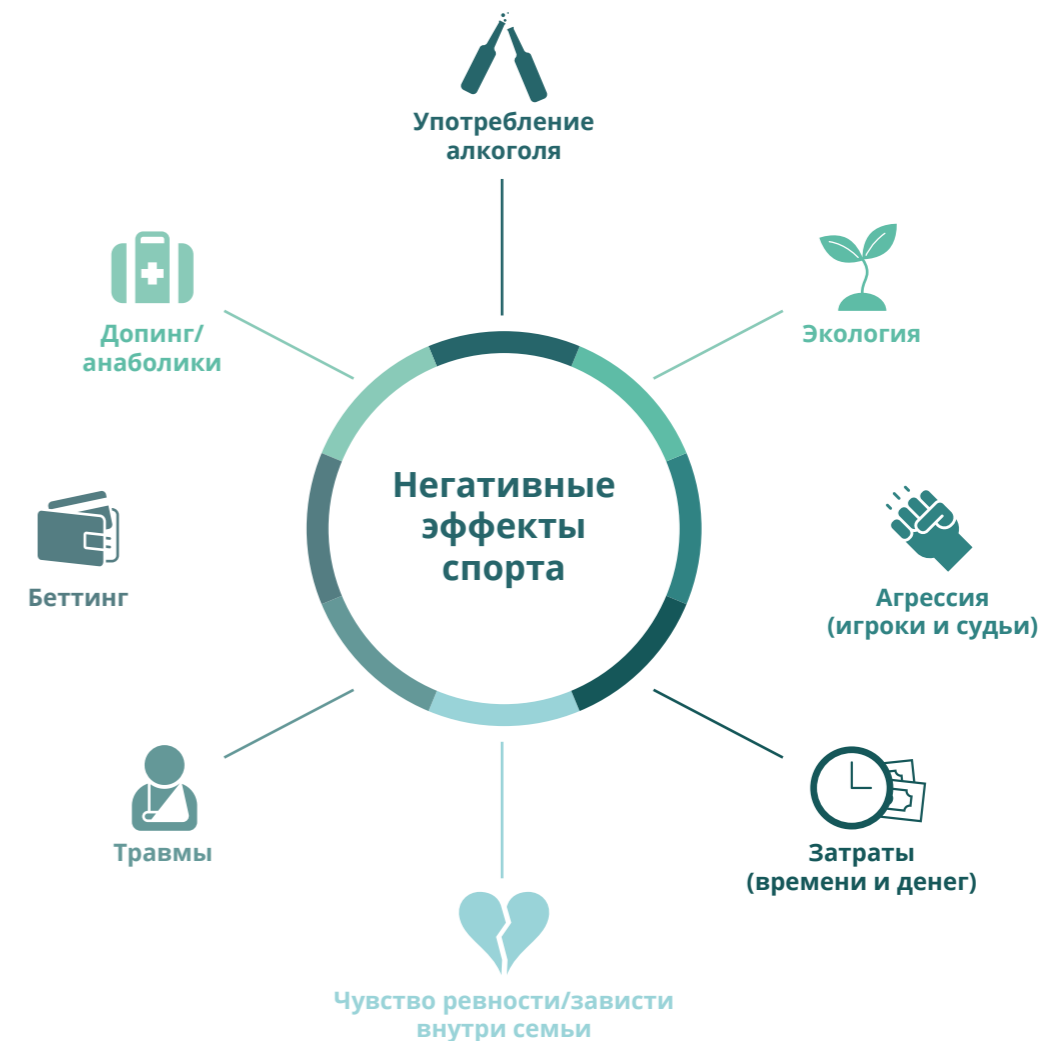 Употребление
алкоголя
Экология
Допинг/
анаболики
Негативные
эффекты
спорта
Беттинг
Агрессия
(игроки и судьи)
Травмы
Затраты
(времени и денег)
Чувство ревности/зависти
внутри семьи